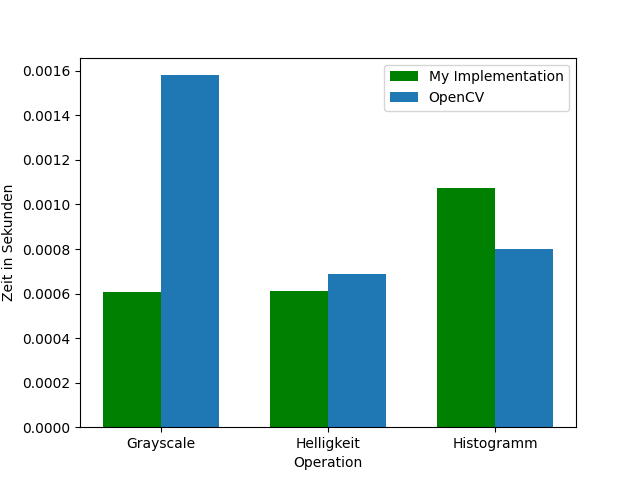 My Implementation
OpenCV
Zeit in Sekunden
0.0016
0.0014
0.0012
0.0010
0.0008
0.0006
0.0004
0.0002
0.0000
Grayscale
Helligkeit
Histogramm
Operation